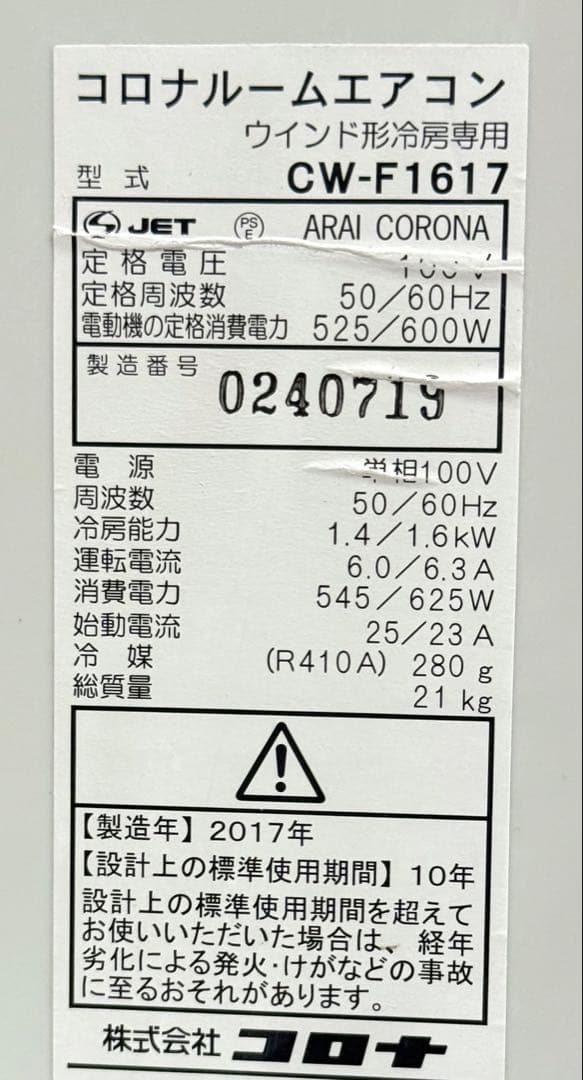 コロナルームエアコン
ウインド形冷房専用
型式 CW-F1617
JET PSE ARAI CORONA
定格電圧 100V
定格周波数 50/60Hz
電動機の定格消費電力 525/600W
製造番号 0240719
電源 単相100V
周波数 50/60Hz
冷房能力 1.4/1.6kW
運転電流 6.0/6.3A
消費電力 545/625W
始動電流 25/23A
冷媒 (R410A) 280g
総質量 21kg
【製造年】2017年
【設計上の標準使用期間】10年
設計上の標準使用期間を超えて
お使いいただいた場合は、経年
劣化による発火・けがなどの事故
に至るおそれがあります。
株式会社 コロナ